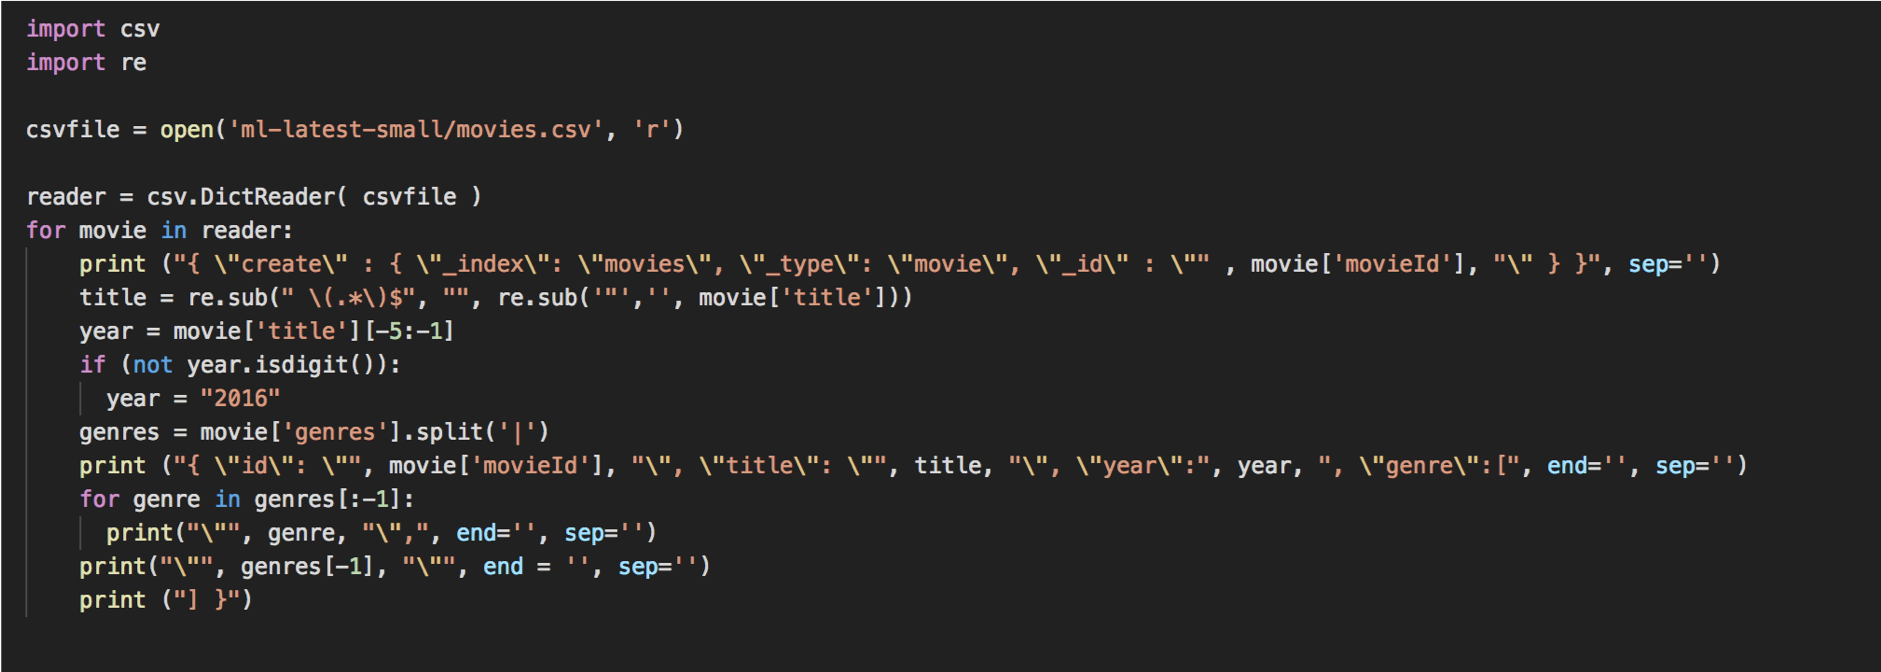 import csv
import re

csvfile = open('ml-latest-small/movies.csv', 'r')

reader = csv.DictReader( csvfile )
for movie in reader:
    print ("{ \"create\" : { \"_index\": \"movies\", \"_type\": \"movie\", \"_id\" : \"" , movie['movieId'], "\" } }", sep='')
    title = re.sub(" \(.*\)$", "", re.sub('"','', movie['title']))
    year = movie['title'][-5:-1]
    if (not year.isdigit()):
      year = "2016"
    genres = movie['genres'].split('|')
    print ("{ \"id\": \"", movie['movieId'], "\", \"title\": \"", title, "\", \"year\":", year, ", \"genre\":[", end='', sep='')
    for genre in genres[:-1]:
      print("\"", genre, "\",", end='', sep='')
    print("\"", genres[-1], "\"", end = '', sep='')
    print ("] }")